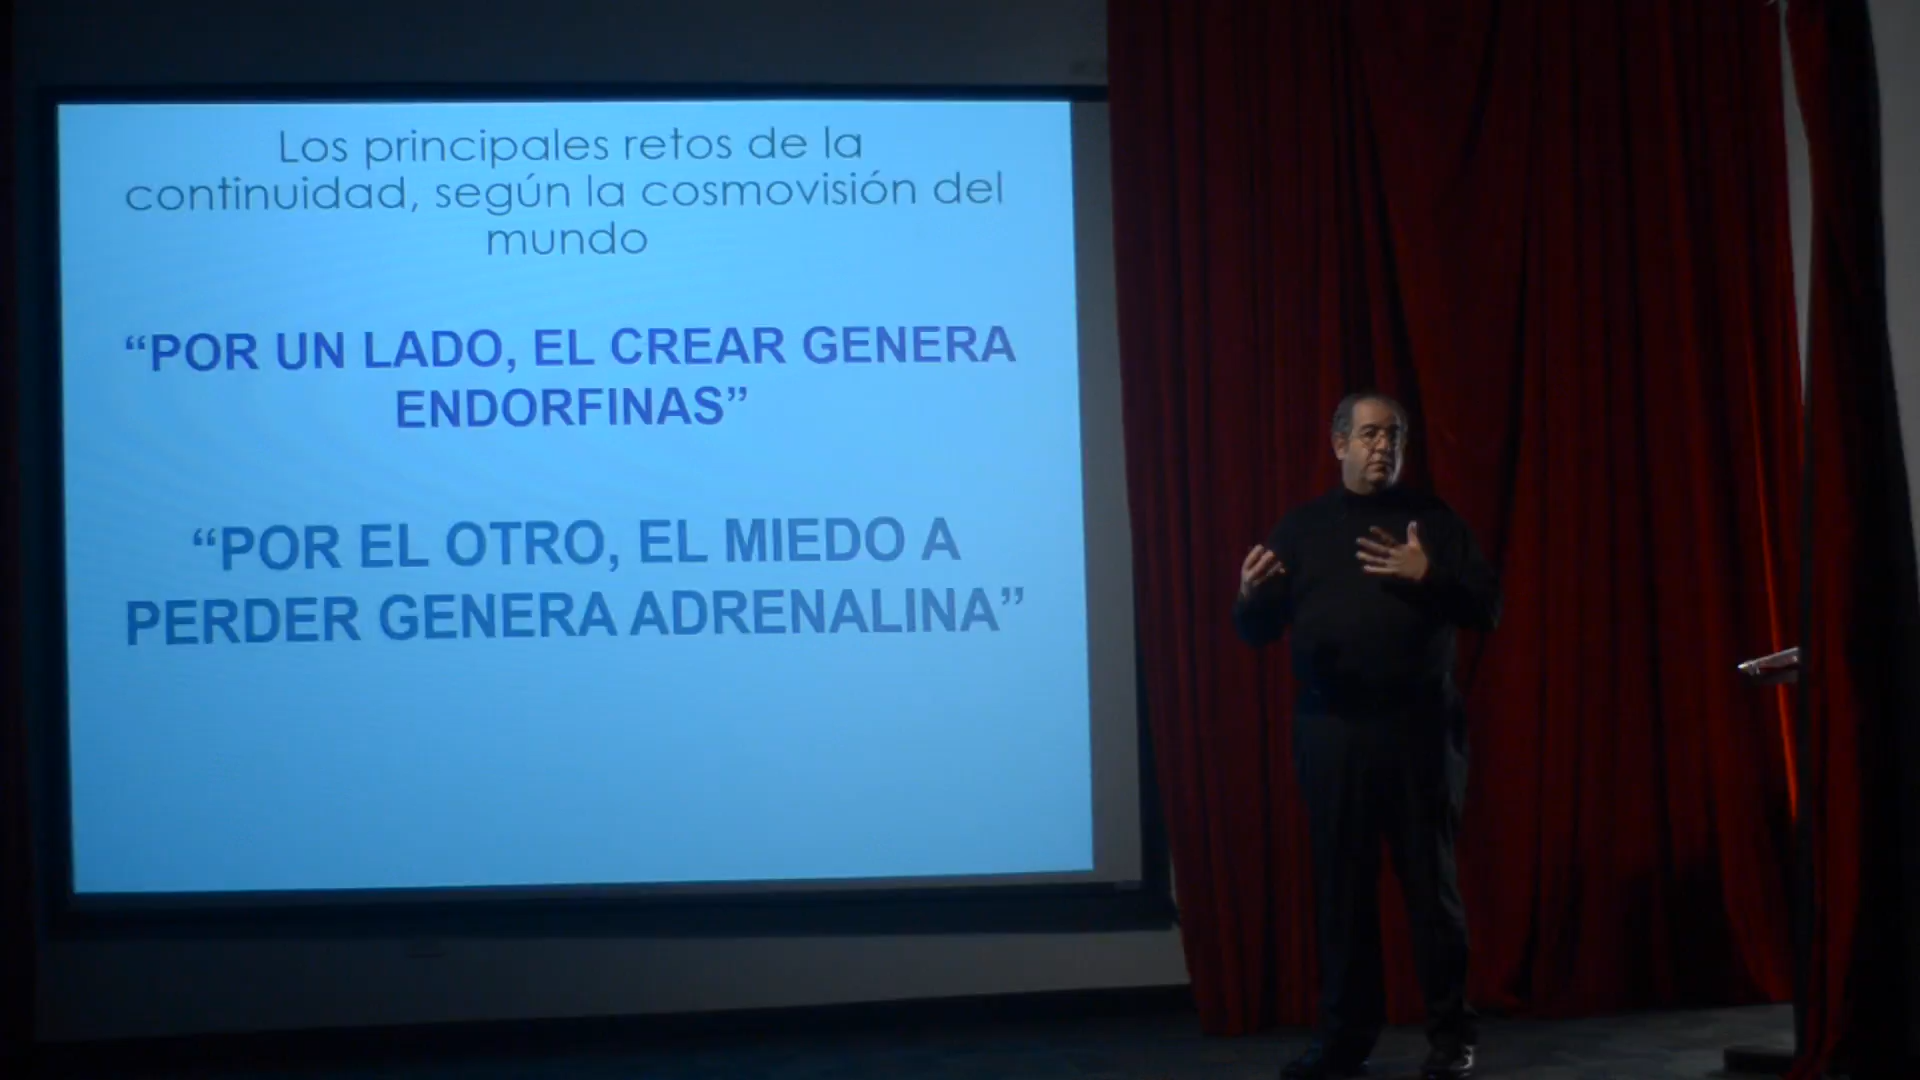 Los principales retos de la
continuidad, según la cosmovisión del
mundo
“POR UN LADO, EL CREAR GENERA
ENDORFINAS”
“POR EL OTRO, EL MIEDO A
PERDER GENERA ADRENALINA”